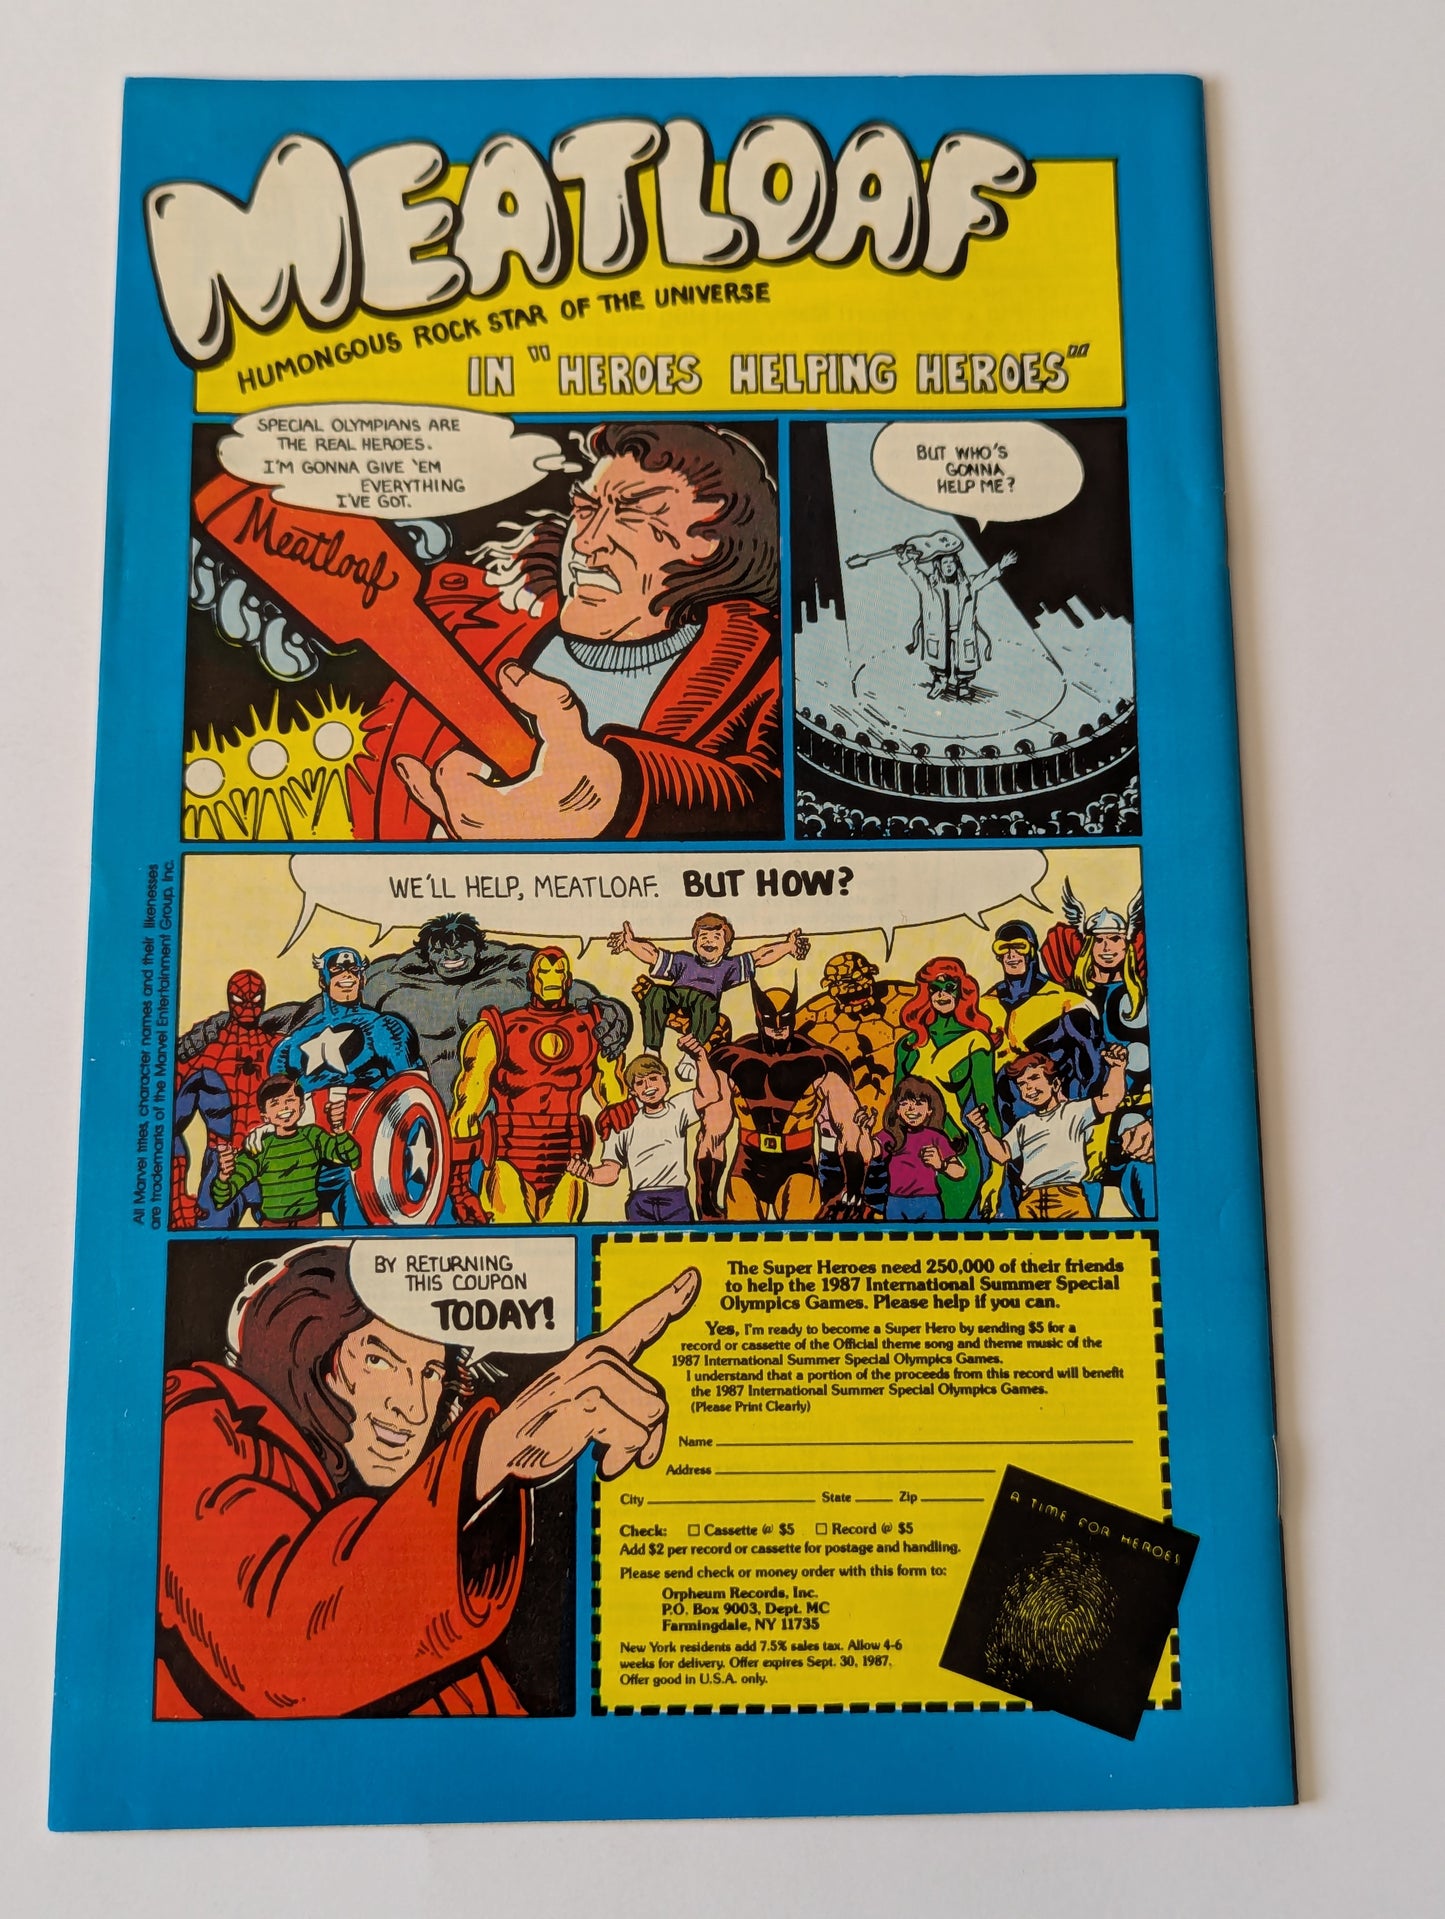 MEATLOAF
HUMONGOUS ROCK STAR OF THE UNIVERSE
IN "HEROES HELPING HEROES"
SPECIAL OLYMPIANS ARE
THE REAL HEROES.
I'M GONNA GIVE 'EM
EVERYTHING
I'VE GOT.
Meatloaf
BUT WHO'S
GONNA
HELP ME?
WE'LL HELP, MEATLOAF. BUT HOW?
All Marvel titles, character names and their likenesses
are trademarks of the Marvel Entertainment Group, Inc.
BY RETURNING
THIS COUPON
TODAY!
The Super Heroes need 250,000 of their friends
to help the 1987 International Summer Special
Olympics Games. Please help if you can.
Yes, I'm ready to become a Super Hero by sending $5 for a
record or cassette of the Official theme song and theme music of the
1987 International Summer Special Olympics Games.
I understand that a portion of the proceeds from this record will benefit
the 1987 International Summer Special Olympics Games.
(Please Print Clearly)
Name
Address
City State Zip
Check: ☐ Cassette @ $5 ☐ Record @ $5
Add $2 per record or cassette for postage and handling.
Please send check or money order with this form to:
Orpheum Records, Inc.
P.O. Box 9003, Dept. MC
Farmingdale, NY 11735
New York residents add 7.5% sales tax. Allow 4-6
weeks for delivery. Offer expires Sept. 30, 1987.
Offer good in U.S.A. only.
A TIME FOR HEROES